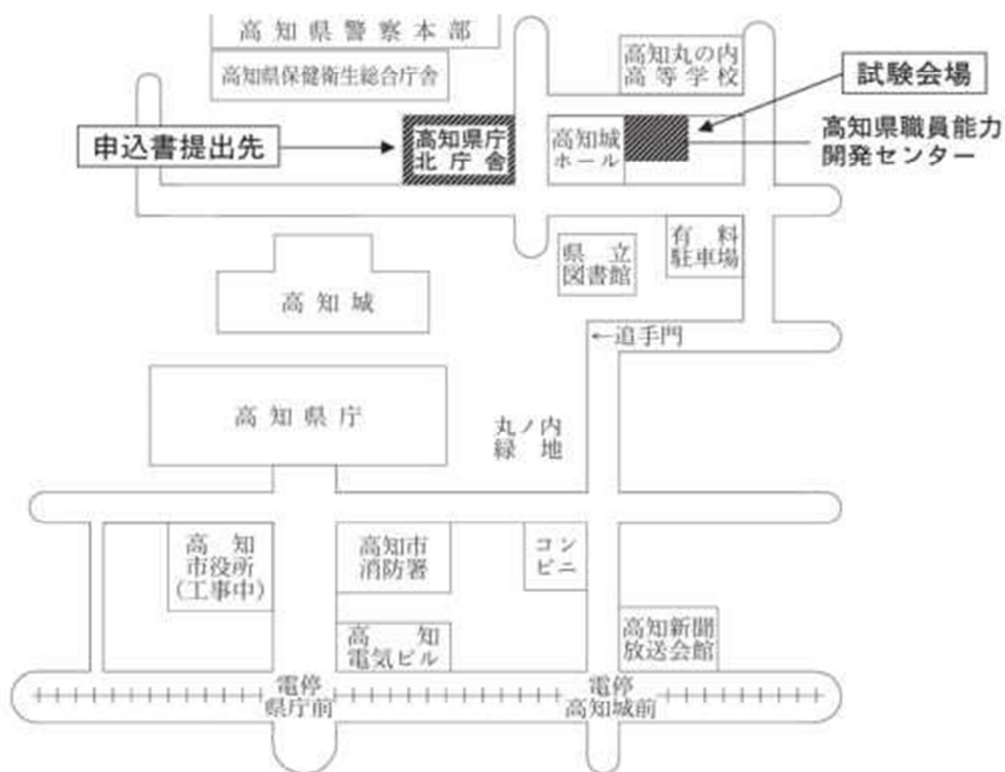 高知県警察本部
高知県保健衛生総合庁舎
高知丸の内
高等学校
試験会場
申込書提出先
高知県庁
北庁舎
高知城
ホール
高知県職員能力
開発センター
県立
図書館
有料
駐車場
高知城
←追手門
高知県庁
丸ノ内
緑地
高知
市役所
(工事中)
高知市
消防署
コン
ビニ
高知
電気ビル
高知新聞
放送会館
電停
県庁前
電停
高知城前